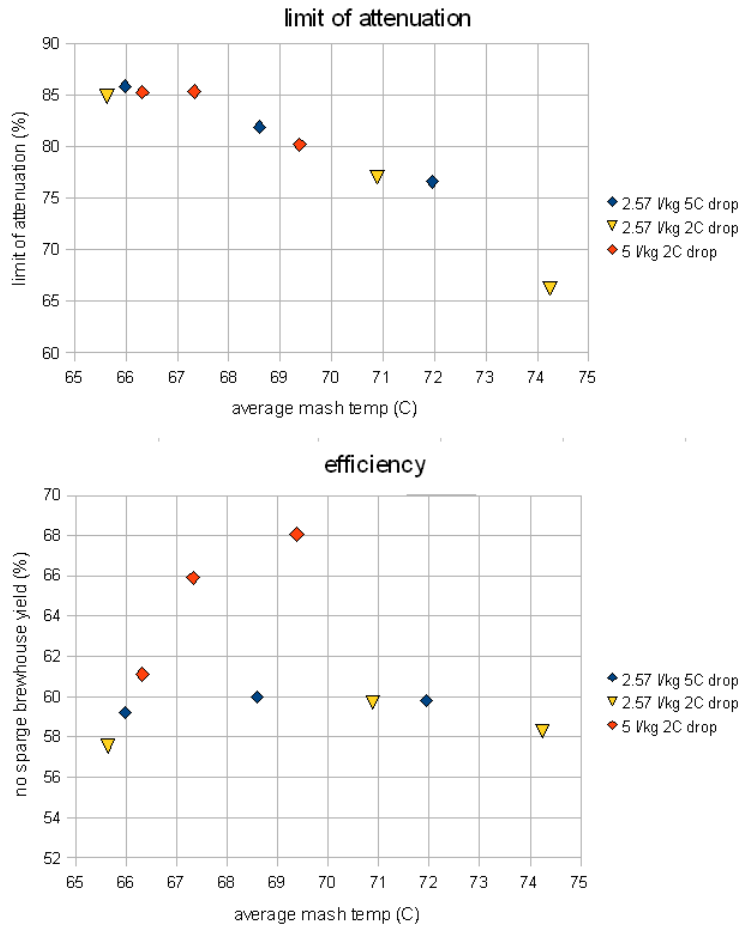 limit of attenuation
90
85
80
75
70
65
60
limit of attenuation (%)
65 66 67 68 69 70 71 72 73 74 75
average mash temp (C)
2.57 l/kg 5C drop
2.57 l/kg 2C drop
5 l/kg 2C drop
efficiency
70
68
66
64
62
60
58
56
54
52
no sparge brewhouse yield (%)
65 66 67 68 69 70 71 72 73 74 75
average mash temp (C)
2.57 l/kg 5C drop
2.57 l/kg 2C drop
5 l/kg 2C drop